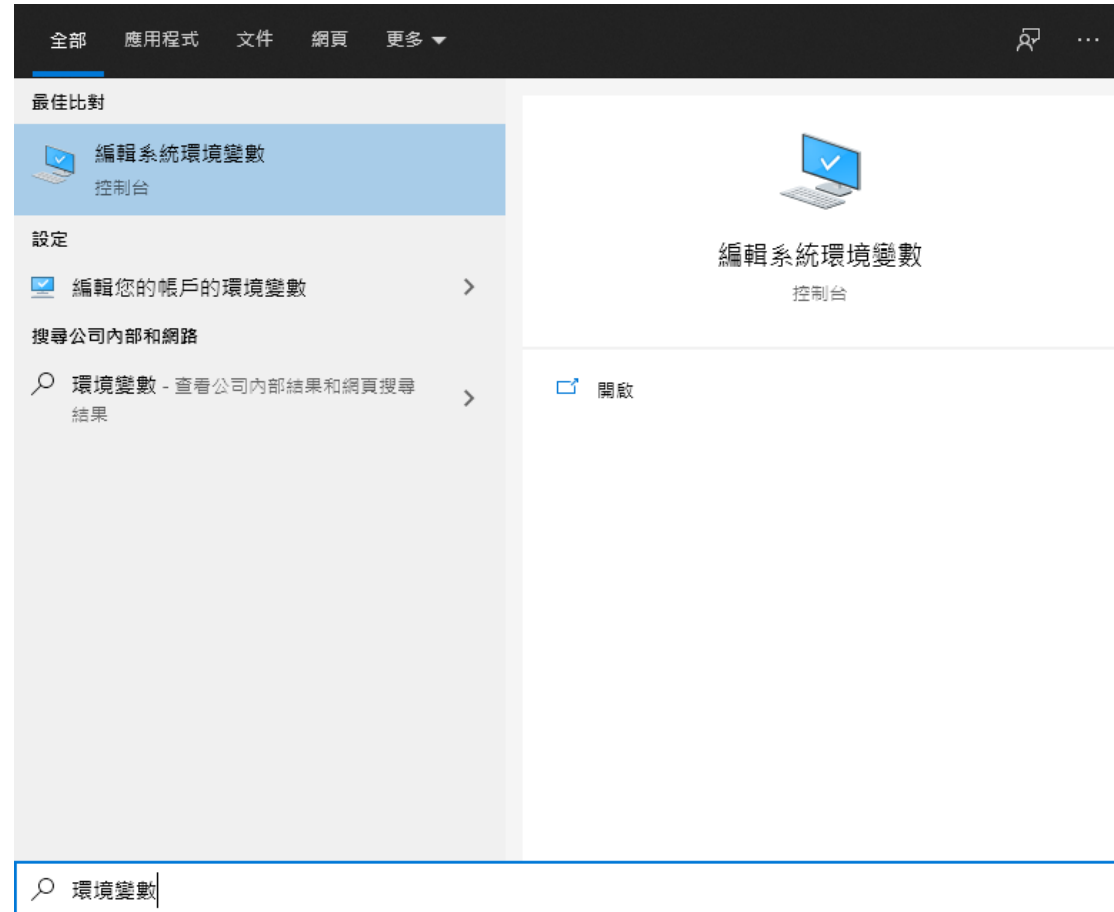 全部 應用程式 文件 網頁 更多
最佳比對
編輯系統環境變數
控制台
設定
編輯您的帳戶的環境變數
搜尋公司內部和網路
環境變數 - 查看公司內部結果和網頁搜尋
結果
編輯系統環境變數
控制台
開啟
環境變數